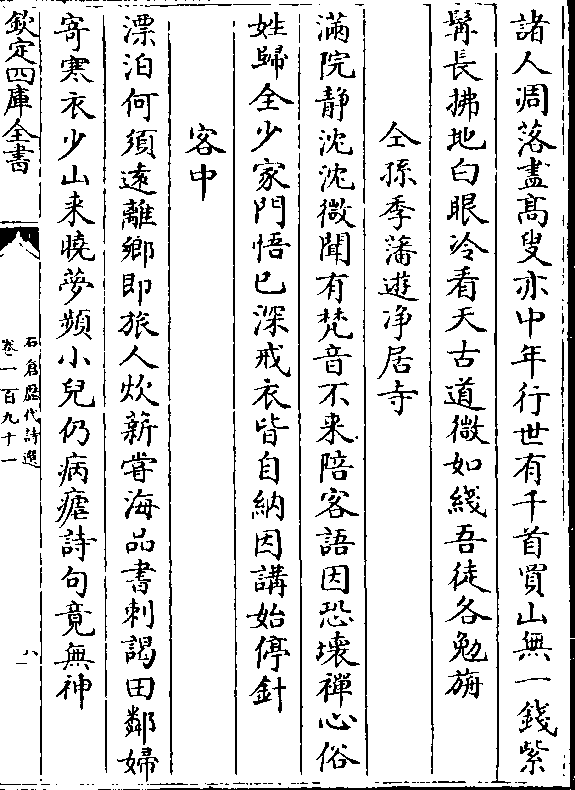 諸人凋落盡髙叟亦中年行世有千首買山無一錢紫
髯長拂地白眼冷看天古道微如綫吾徒各勉旃
仝孫季蕃遊净居寺
滿院静沈沈微聞有梵音不来陪客語因恐壊禪心俗
姓歸全少家門悟已深戒衣皆自納因講始停針
客中
漂泊何須逺離鄉即旅人炊薪嘗海品書刺謁田鄰婦
寄寒衣少山来曉夢頻小兒仍病瘧詩句竟無神
欽定四庫全書
石倉歴代詩選
卷一百九十一
八